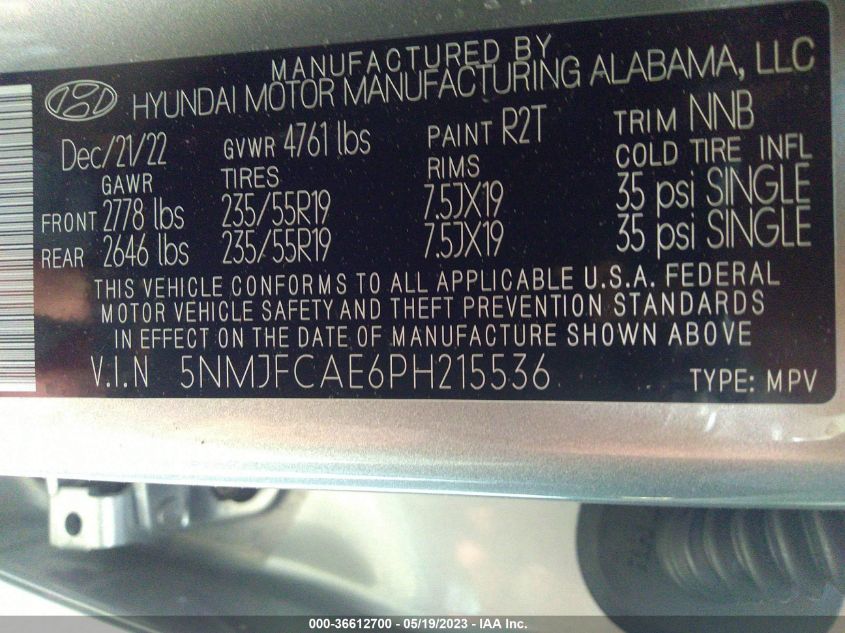 MANUFACTURED BY
HYUNDAI MOTOR MANUFACTURING ALABAMA, LLC
Dec/21/22 GVWR 4761 lbs PAINT R2T TRIM NNB
GAWR TIRES RIMS COLD TIRE INFL
FRONT 2778 lbs 235/55R19 7.5JX19 35 psi SINGLE
REAR 2646 lbs 235/55R19 7.5JX19 35 psi SINGLE
THIS VEHICLE CONFORMS TO ALL APPLICABLE U.S.A. FEDERAL
MOTOR VEHICLE SAFETY AND THEFT PREVENTION STANDARDS
IN EFFECT ON THE DATE OF MANUFACTURE SHOWN ABOVE
V.I.N 5NMJFCAE6PH215536 TYPE: MPV
000-36612700 - 05/19/2023 - IAA Inc.